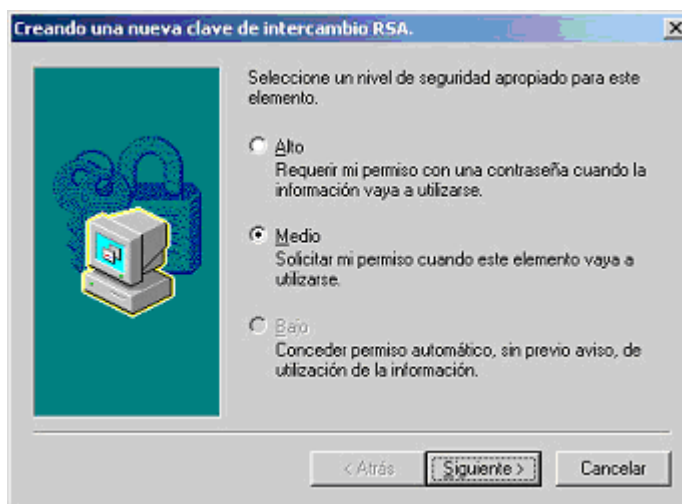 Creando una nueva clave de intercambio RSA.
Seleccione un nivel de seguridad apropiado para este
elemento.
Alto
Requerir mi permiso con una contraseña cuando la
información vaya a utilizarse.
Medio
Solicitar mi permiso cuando este elemento vaya a
utilizarse.
Bajo
Conceder permiso automático, sin previo aviso, de
utilización de la información.
< Atrás Siguiente > Cancelar